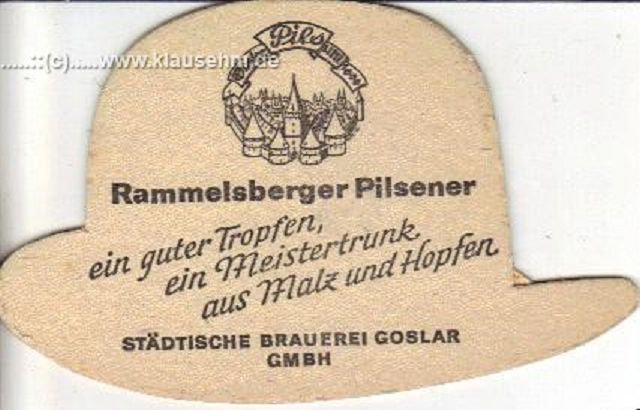 .....::(c).....www.klausehm.de
Pils
Rammelsberger Pilsener
ein guter Tropfen,
ein Meistertrunk
aus Malz und Hopfen
STÄDTISCHE BRAUEREI GOSLAR
GMBH